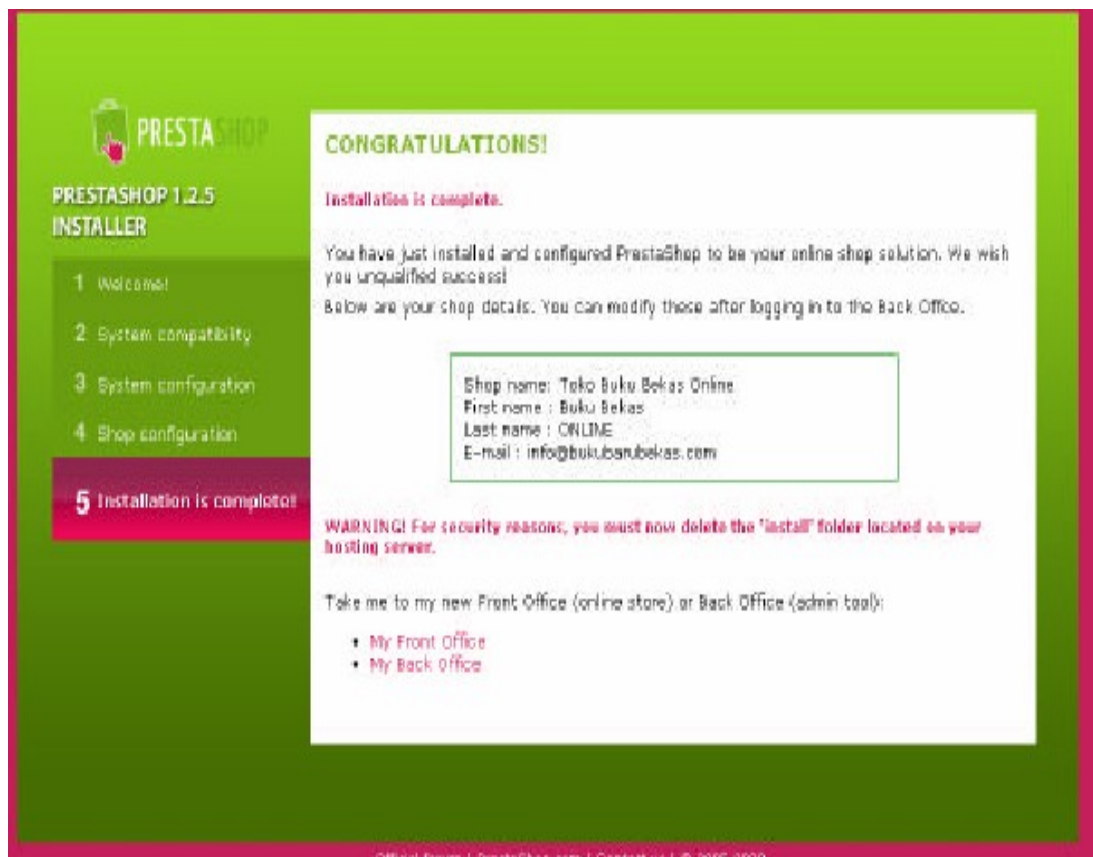 PRESTASHOP
PRESTASHOP 1.2.5
INSTALLER
1 Welcome!
2 System compatibility
3 System configuration
4 Shop configuration
5 Installation is complete!
CONGRATULATIONS!
Installation is complete.
You have just installed and configured PrestaShop to be your online shop solution. We wish
you unqualified success!
Below are your shop details. You can modify these after logging in to the Back Office.
Shop name: Toko Buku Bekas Online
First name : Buku Bekas
Last name : ONLINE
E-mail : info@bukubarubekas.com
WARNING! For security reasons, you must now delete the "install" folder located on your
hosting server.
Take me to my new Front Office (online store) or Back Office (admin tool):
• My Front Office
• My Back Office